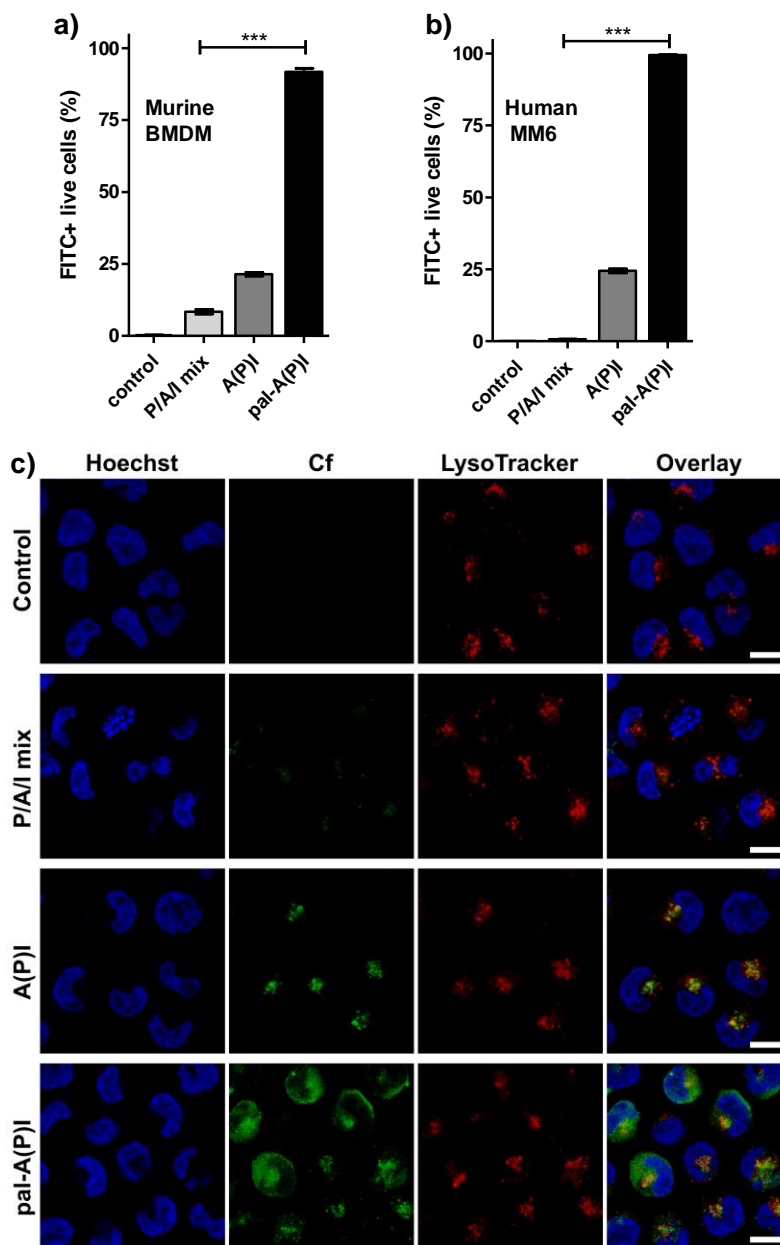 a)
FITC+ live cells (%)
100
75
50
25
0
Murine
BMDM
***
control
P/A/I mix
A(P)I
pal-A(P)I
b)
FITC+ live cells (%)
100
75
50
25
0
Human
MM6
***
control
P/A/I mix
A(P)I
pal-A(P)I
c)
Hoechst Cf LysoTracker Overlay
Control
P/A/I mix
A(P)I
pal-A(P)I